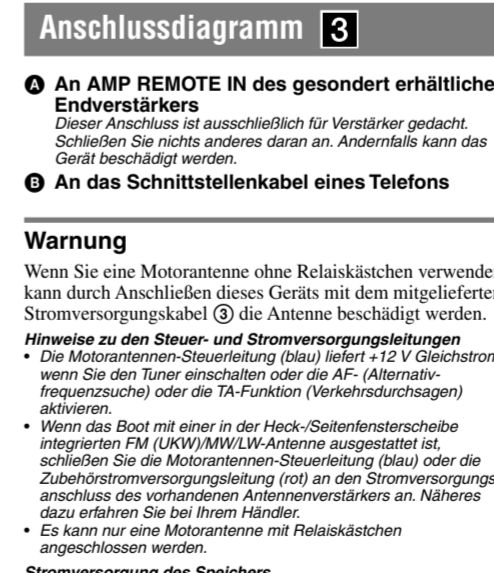 Anschlussdiagramm 3
A An AMP REMOTE IN des gesondert erhältliche
Endverstärkers
Dieser Anschluss ist ausschließlich für Verstärker gedacht.
Schließen Sie nichts anderes daran an. Andernfalls kann das
Gerät beschädigt werden.
B An das Schnittstellenkabel eines Telefons
Warnung
Wenn Sie eine Motorantenne ohne Relaiskästchen verwenden
kann durch Anschließen dieses Geräts mit dem mitgelieferten
Stromversorgungskabel ③ die Antenne beschädigt werden.
Hinweise zu den Steuer- und Stromversorgungsleitungen
• Die Motorantennen-Steuerleitung (blau) liefert +12 V Gleichstrom
wenn Sie den Tuner einschalten oder die AF- (Alternativ-
frequenzsuche) oder die TA-Funktion (Verkehrsdurchsagen)
aktivieren.
• Wenn das Boot mit einer in der Heck-/Seitenfensterscheibe
integrierten FM (UKW)/MW/LW-Antenne ausgestattet ist,
schließen Sie die Motorantennen-Steuerleitung (blau) oder die
Zubehörstromversorgungsleitung (rot) an den Stromversorgungs
anschluss des vorhandenen Antennenverstärkers an. Näheres
dazu erfahren Sie bei Ihrem Händler.
• Es kann nur eine Motorantenne mit Relaiskästchen
angeschlossen werden.
Stromversorgung des Speichers